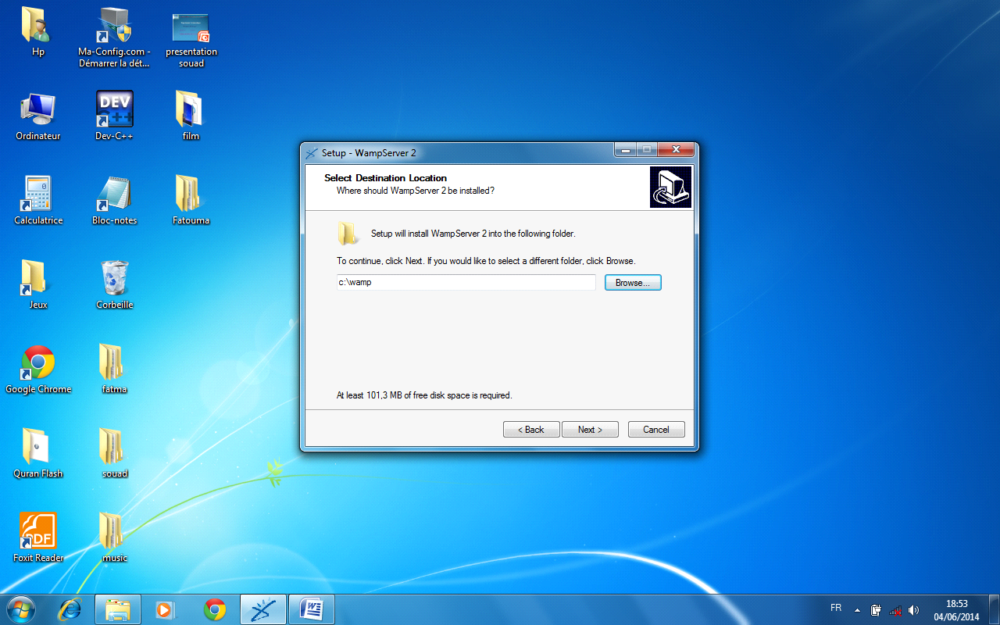 Hp
Ma-Config.com -
Démarrer la dét...
presentation
souad
Ordinateur
DEV
C++
Dev-C++
film
Calculatrice
Bloc-notes
Fatouma
Jeux
Corbeille
Google Chrome
fatma
Quran Flash
souad
PDF
Foxit Reader
music
Setup - WampServer 2
Select Destination Location
Where should WampServer 2 be installed?
Setup will install WampServer 2 into the following folder.
To continue, click Next. If you would like to select a different folder, click Browse.
c:\wamp
Browse...
At least 101,3 MB of free disk space is required.
< Back
Next >
Cancel
FR
18:53
04/06/2014